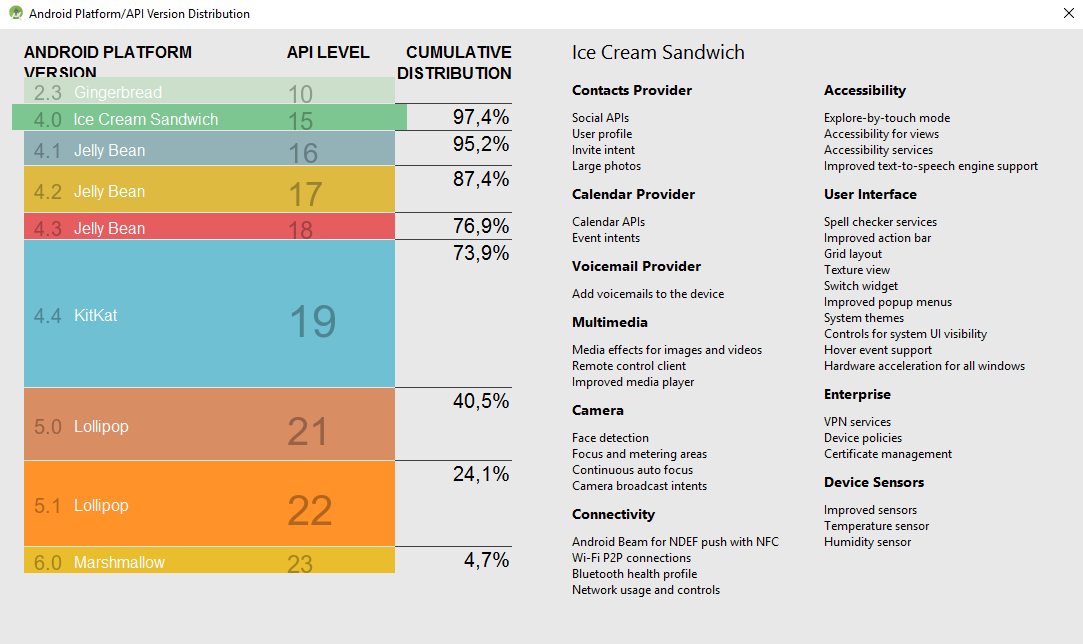 Android Platform/API Version Distribution
ANDROID PLATFORM
VERSION
API LEVEL
CUMULATIVE
DISTRIBUTION
2.3 Gingerbread 10
4.0 Ice Cream Sandwich 15 97,4%
4.1 Jelly Bean 16 95,2%
4.2 Jelly Bean 17 87,4%
4.3 Jelly Bean 18 76,9%
4.4 KitKat 19 73,9%
5.0 Lollipop 21 40,5%
5.1 Lollipop 22 24,1%
6.0 Marshmallow 23 4,7%
Ice Cream Sandwich
Contacts Provider
Social APIs
User profile
Invite intent
Large photos
Calendar Provider
Calendar APIs
Event intents
Voicemail Provider
Add voicemails to the device
Multimedia
Media effects for images and videos
Remote control client
Improved media player
Camera
Face detection
Focus and metering areas
Continuous auto focus
Camera broadcast intents
Connectivity
Android Beam for NDEF push with NFC
Wi-Fi P2P connections
Bluetooth health profile
Network usage and controls
Accessibility
Explore-by-touch mode
Accessibility for views
Accessibility services
Improved text-to-speech engine support
User Interface
Spell checker services
Improved action bar
Grid layout
Texture view
Switch widget
Improved popup menus
System themes
Controls for system UI visibility
Hover event support
Hardware acceleration for all windows
Enterprise
VPN services
Device policies
Certificate management
Device Sensors
Improved sensors
Temperature sensor
Humidity sensor